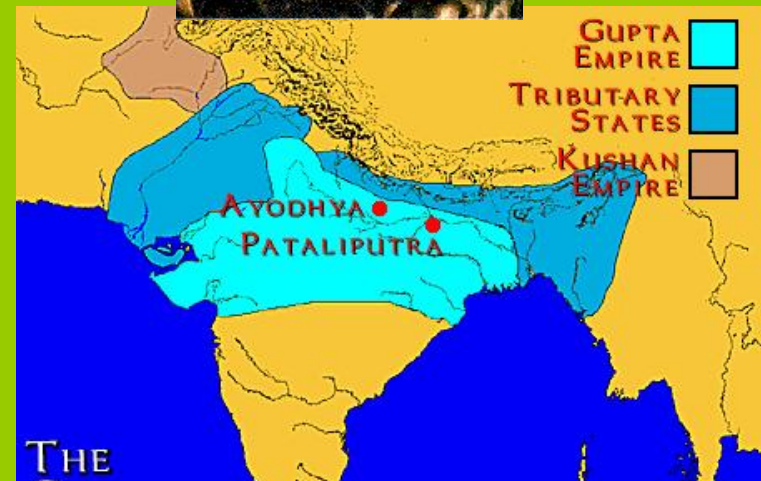 GUPTA
EMPIRE
TRIBUTARY
STATES
KUSHAN
EMPIRE
AYODHYA
PATALIPUTRA
THE